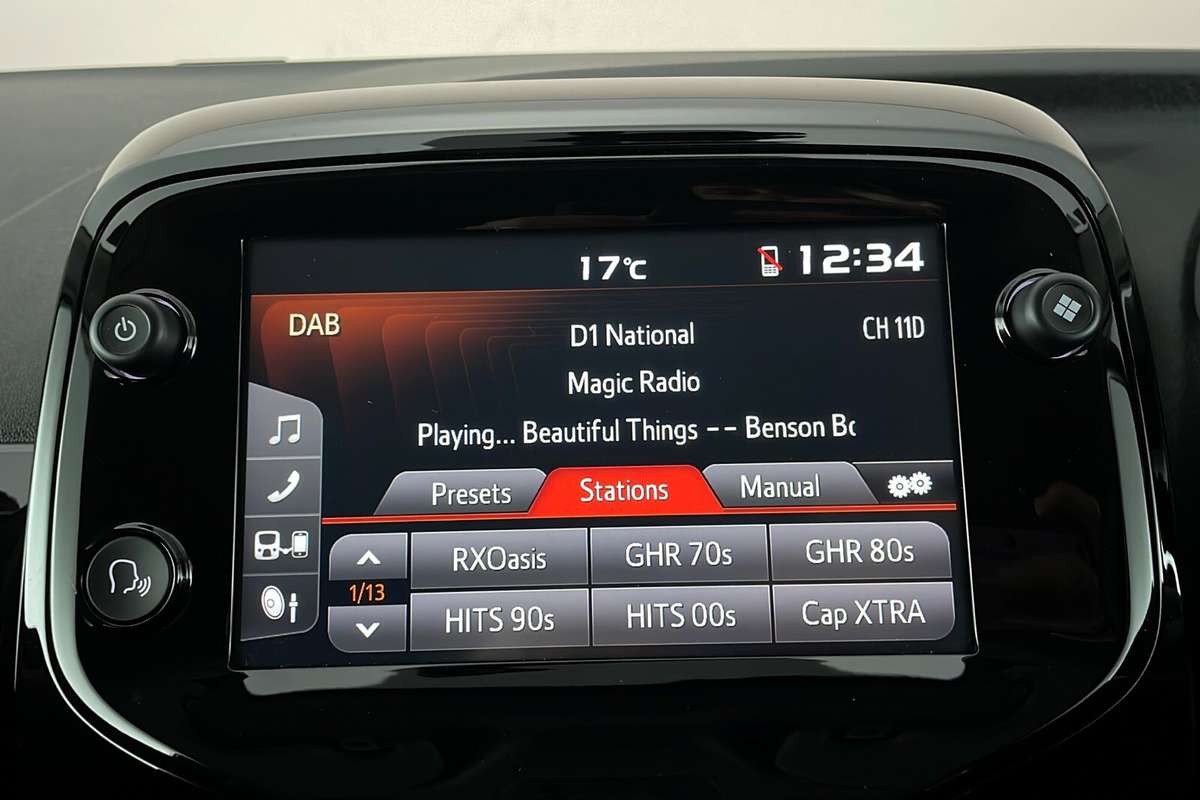 17°C 12:34
DAB D1 National CH 11D
Magic Radio
Playing... Beautiful Things -- Benson Bc
Presets Stations Manual
RXOasis GHR 70s GHR 80s
1/13
HITS 90s HITS 00s Cap XTRA